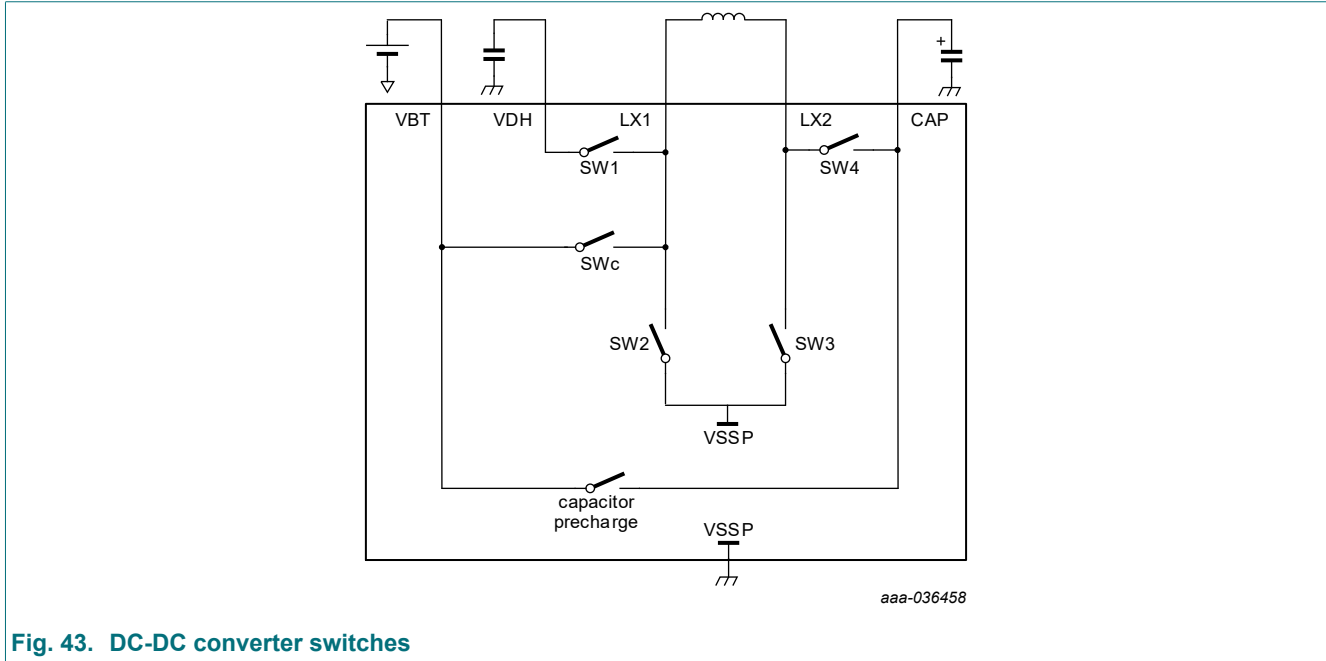 +
VBT
VDH
LX1
LX2
CAP
SW1
SW4
SWc
SW2
SW3
VSSP
capacitor
precharge
VSSP
aaa-036458
Fig. 43. DC-DC converter switches